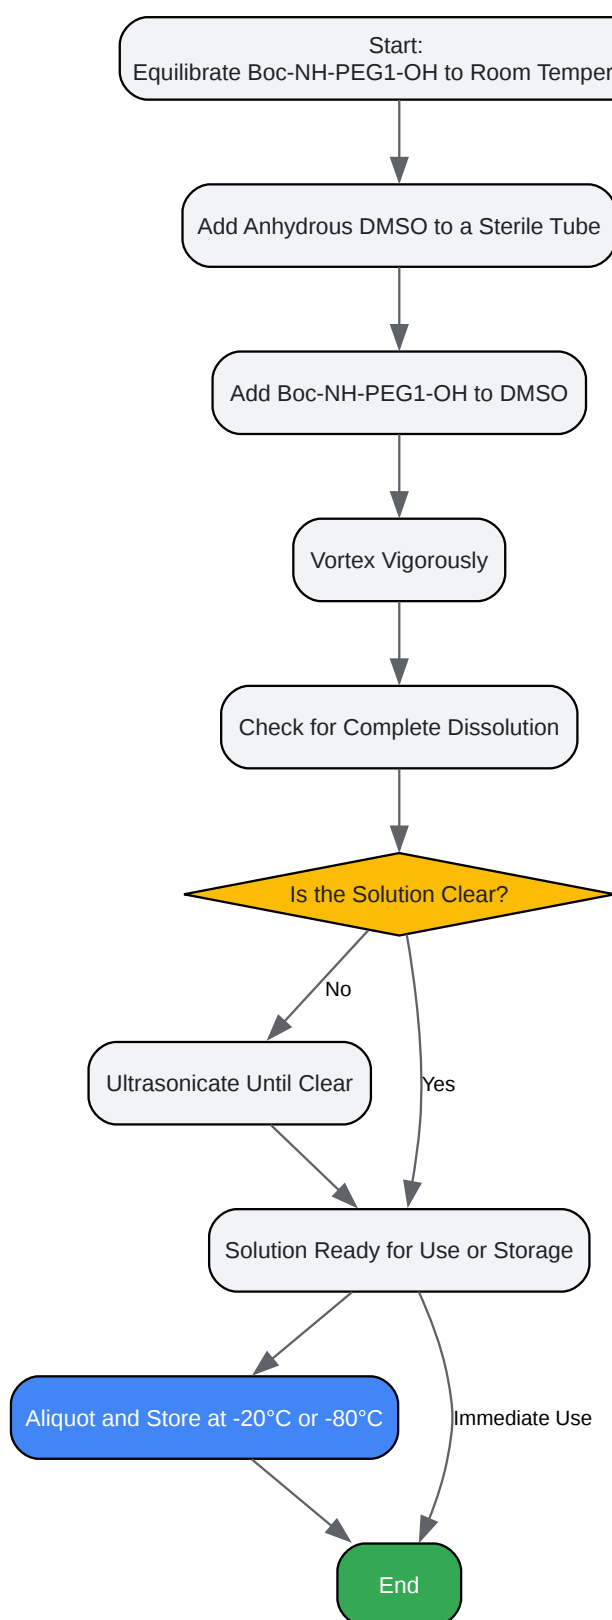 Start:
Equilibrate Boc-NH-PEG1-OH to Room Temper
Add Anhydrous DMSO to a Sterile Tube
Add Boc-NH-PEG1-OH to DMSO
Vortex Vigorously
Check for Complete Dissolution
Is the Solution Clear?
No
Ultrasonicate Until Clear
Yes
Solution Ready for Use or Storage
Aliquot and Store at -20°C or -80°C
Immediate Use
End